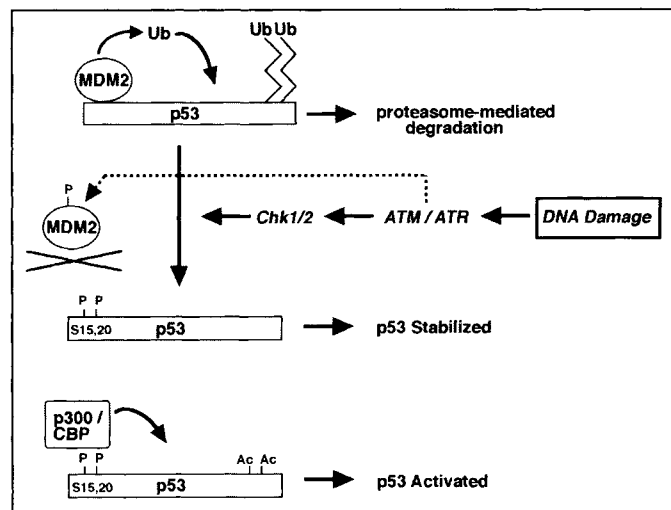 Ub
Ub Ub
MDM2
p53
proteasome-mediated
degradation
P
MDM2
Chk1/2
ATM / ATR
DNA Damage
P P
S15,20
p53
p53 Stabilized
p300 /
CBP
P P
Ac Ac
S15,20
p53
p53 Activated